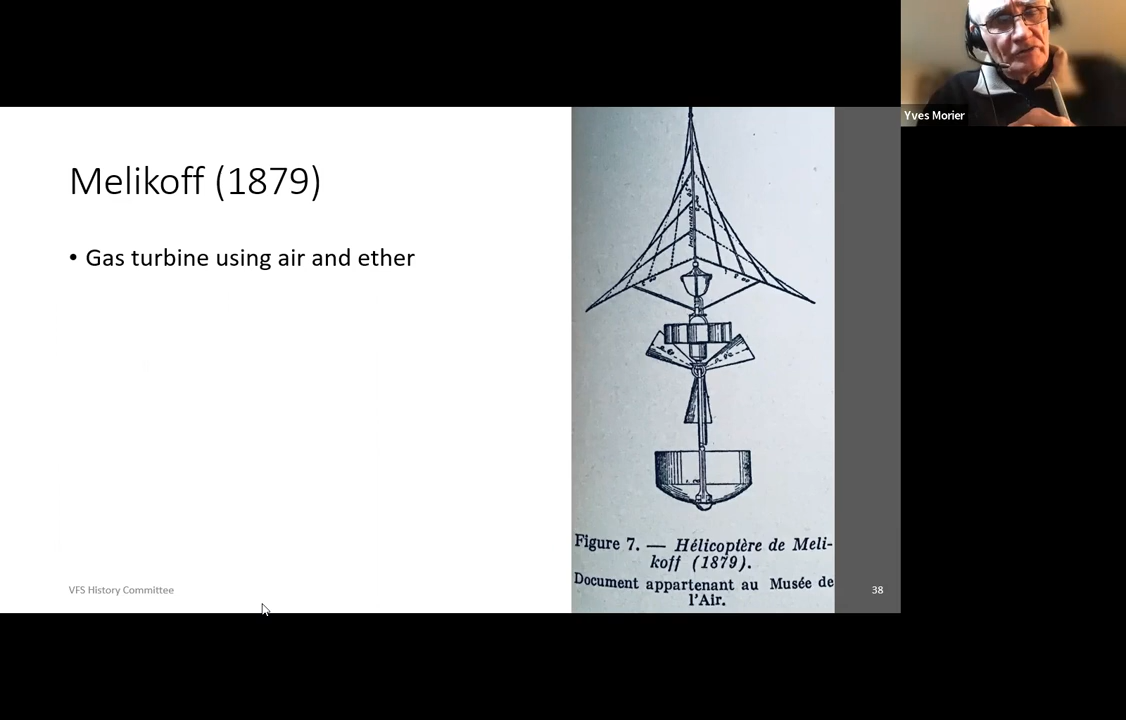 Yves Morier
Melikoff (1879)
• Gas turbine using air and ether
Figure 7. — Hélicoptère de Meli-
koff (1879).
Document appartenant au Musée de
l'Air.
VFS History Committee
38